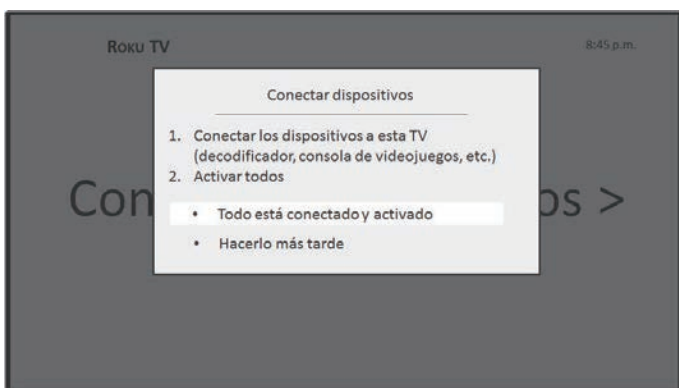 Roku TV
8:45 p.m.
Conectar dispositivos
1. Conectar los dispositivos a esta TV
(decodificador, consola de videojuegos, etc.)
2. Activar todos
Con os >
• Todo está conectado y activado
• Hacerlo más tarde